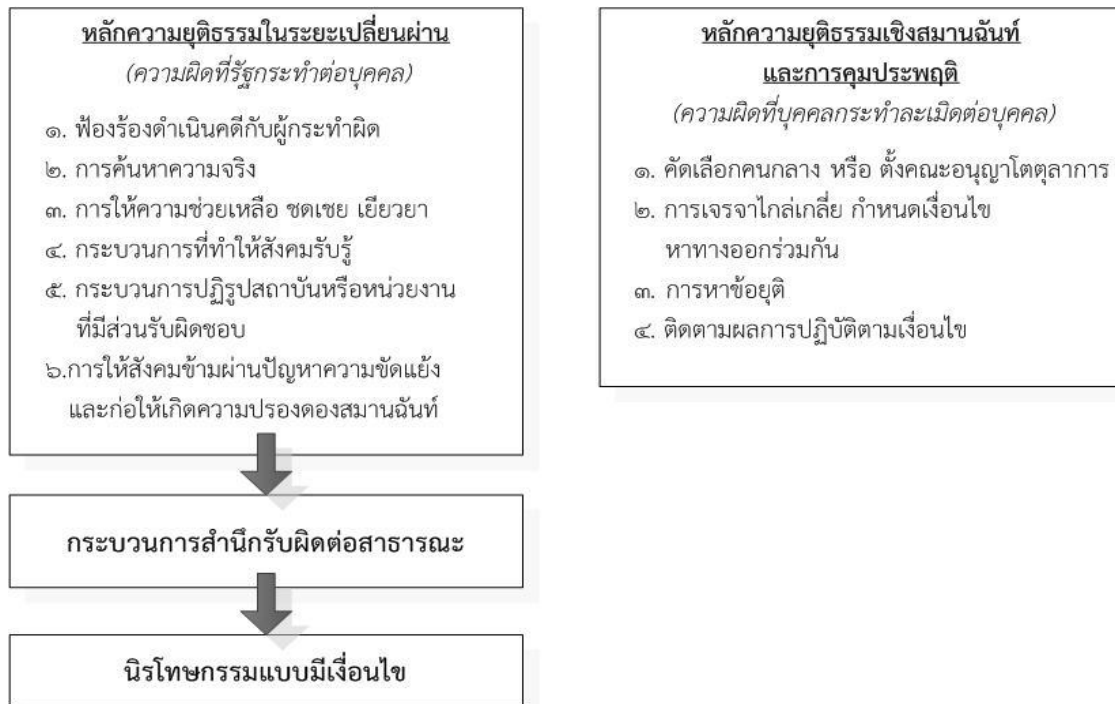 หลักความยุติธรรมในระยะเปลี่ยนผ่าน
(ความผิดที่รัฐกระทำต่อบุคคล)
๑. ฟ้องร้องดำเนินคดีกับผู้กระทำผิด
๒. การค้นหาความจริง
๓. การให้ความช่วยเหลือ ชดเชย เยียวยา
๔. กระบวนการที่ทำให้สังคมรับรู้
๕. กระบวนการปฏิรูปสถาบันหรือหน่วยงาน
ที่มีส่วนรับผิดชอบ
๖.การให้สังคมข้ามผ่านปัญหาความขัดแย้ง
และก่อให้เกิดความปรองดองสมานฉันท์
กระบวนการสำนึกรับผิดต่อสาธารณะ
นิรโทษกรรมแบบมีเงื่อนไข
หลักความยุติธรรมเชิงสมานฉันท์
และการคุมประพฤติ
(ความผิดที่บุคคลกระทำละเมิดต่อบุคคล)
๑. คัดเลือกคนกลาง หรือ ตั้งคณะอนุญาโตตุลาการ
๒. การเจรจาไกล่เกลี่ย กำหนดเงื่อนไข
หาทางออกร่วมกัน
๓. การหาข้อยุติ
๔. ติดตามผลการปฏิบัติตามเงื่อนไข